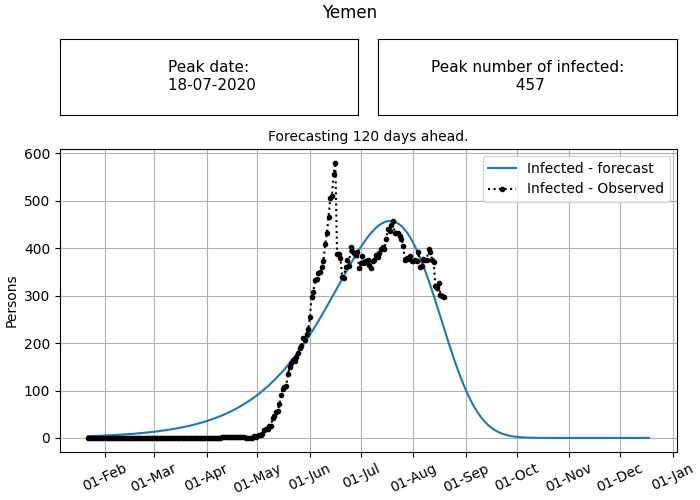 Yemen
Peak date:
18-07-2020
Peak number of infected:
457
Forecasting 120 days ahead.
Infected - forecast
Infected - Observed
Persons
600
500
400
300
200
100
0
01-Feb
01-Mar
01-Apr
01-May
01-Jun
01-Jul
01-Aug
01-Sep
01-Oct
01-Nov
01-Dec
01-Jan